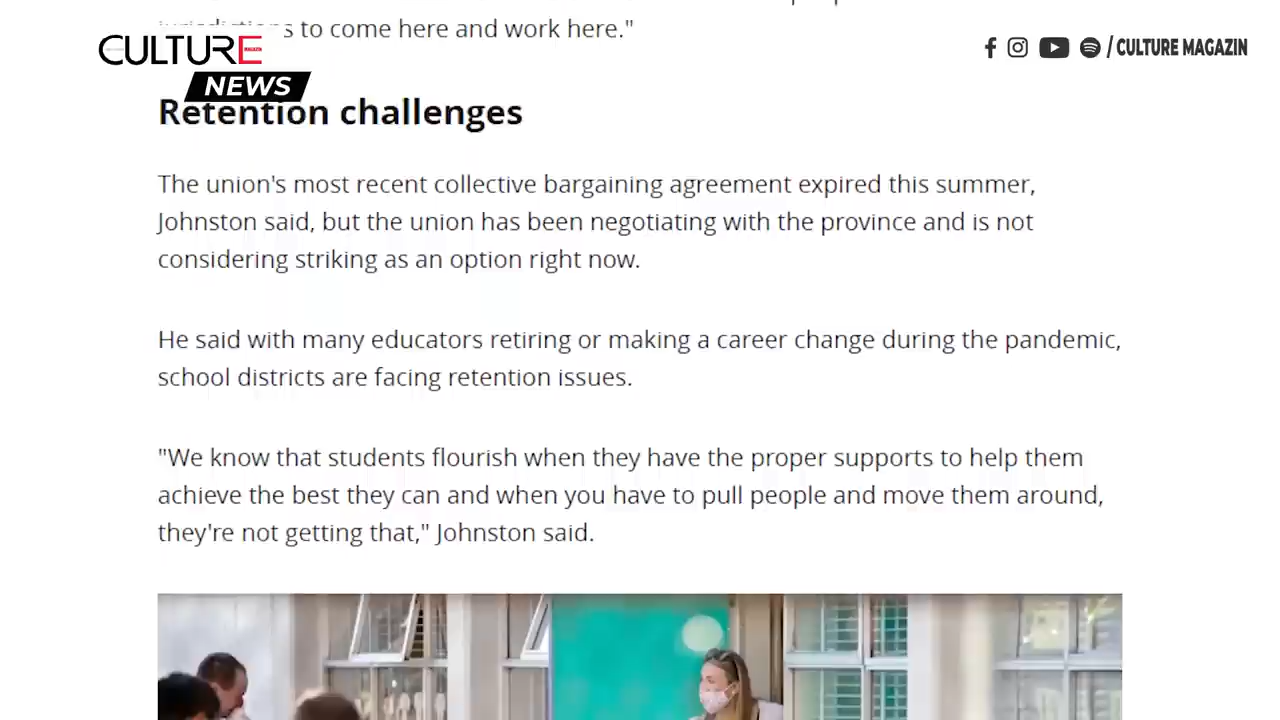 s to come here and work here."
CULTURE
NEWS
/ CULTURE MAGAZIN
Retention challenges
The union's most recent collective bargaining agreement expired this summer,
Johnston said, but the union has been negotiating with the province and is not
considering striking as an option right now.
He said with many educators retiring or making a career change during the pandemic,
school districts are facing retention issues.
"We know that students flourish when they have the proper supports to help them
achieve the best they can and when you have to pull people and move them around,
they're not getting that," Johnston said.